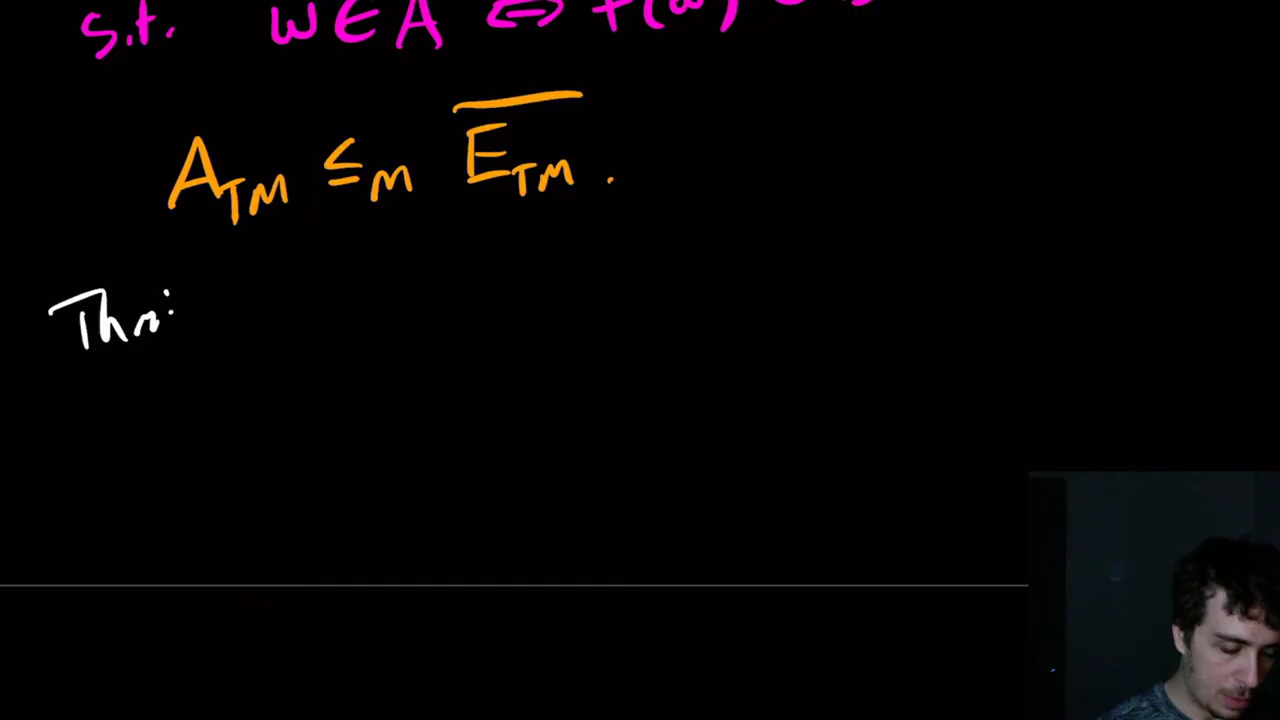 s.t. w ∈ A ⇔ f(w) ∈
A_TM ≤_m \overline{E_TM}.
Thm: